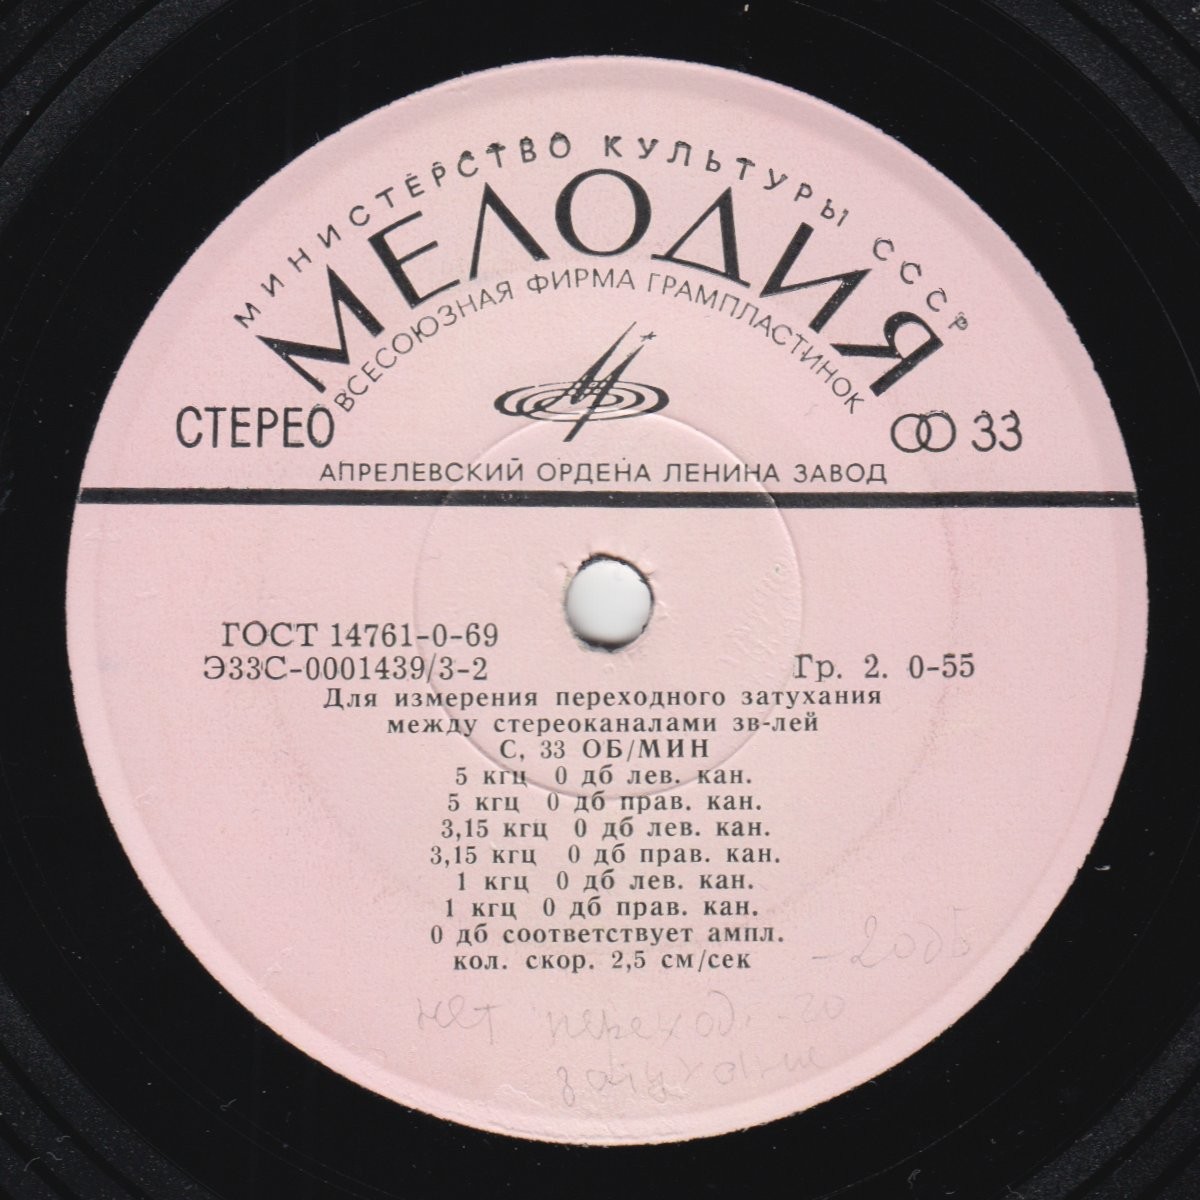 МИНИСТЕРСТВО КУЛЬТУРЫ СССР
МЕЛОДИЯ
ВСЕСОЮЗНАЯ ФИРМА ГРАМПЛАСТИНОК
СТЕРЕО
33
АПРЕЛЕВСКИЙ ОРДЕНА ЛЕНИНА ЗАВОД
ГОСТ 14761-0-69
Э33С-0001439/3-2
Гр. 2. 0-55
Для измерения переходного затухания
между стереоканалами зв-лей
С, 33 ОБ/МИН
5 кгц 0 дб лев. кан.
5 кгц 0 дб прав. кан.
3,15 кгц 0 дб лев. кан.
3,15 кгц 0 дб прав. кан.
1 кгц 0 дб лев. кан.
1 кгц 0 дб прав. кан.
0 дб соответствует ампл.
кол. скор. 2,5 см/сек
-20дБ
нет переход. -20